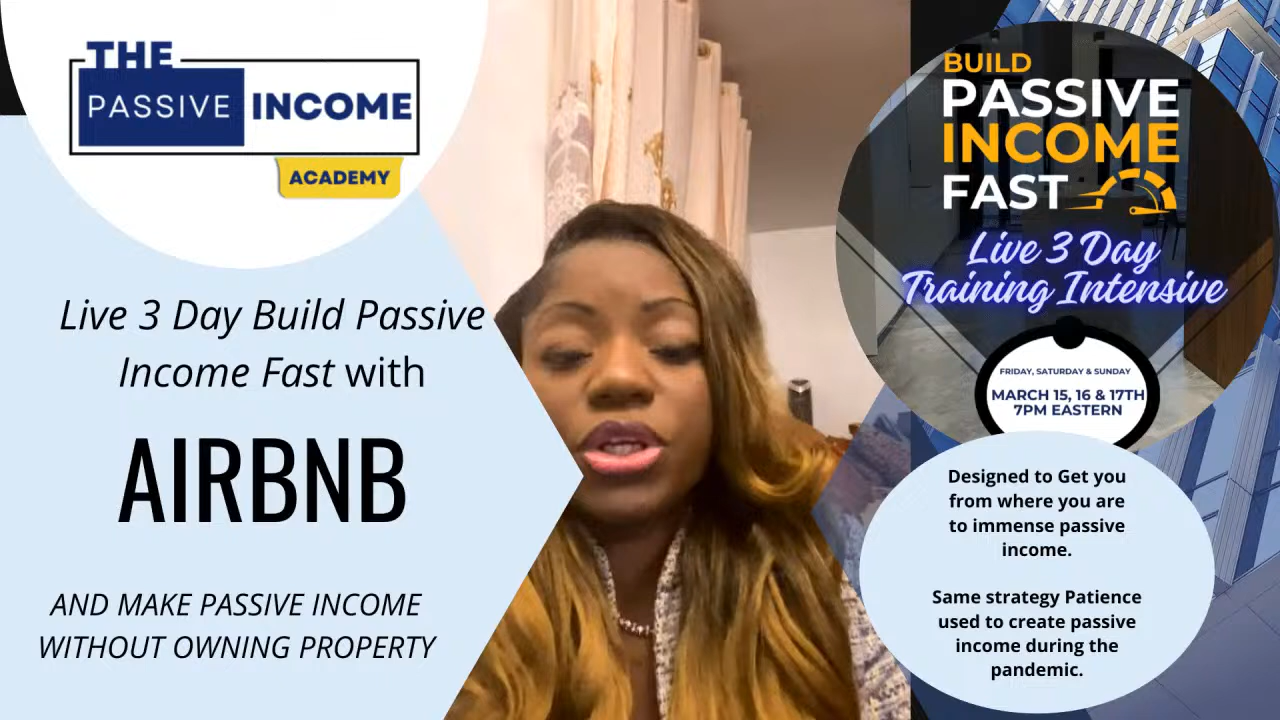 THE
PASSIVE INCOME
ACADEMY
Live 3 Day Build Passive
Income Fast with
AIRBNB
AND MAKE PASSIVE INCOME
WITHOUT OWNING PROPERTY
BUILD
PASSIVE
INCOME
FAST
Live 3 Day
Training Intensive
FRIDAY, SATURDAY & SUNDAY
MARCH 15, 16 & 17TH
7PM EASTERN
Designed to Get you
from where you are
to immense passive
income.
Same strategy Patience
used to create passive
income during the
pandemic.